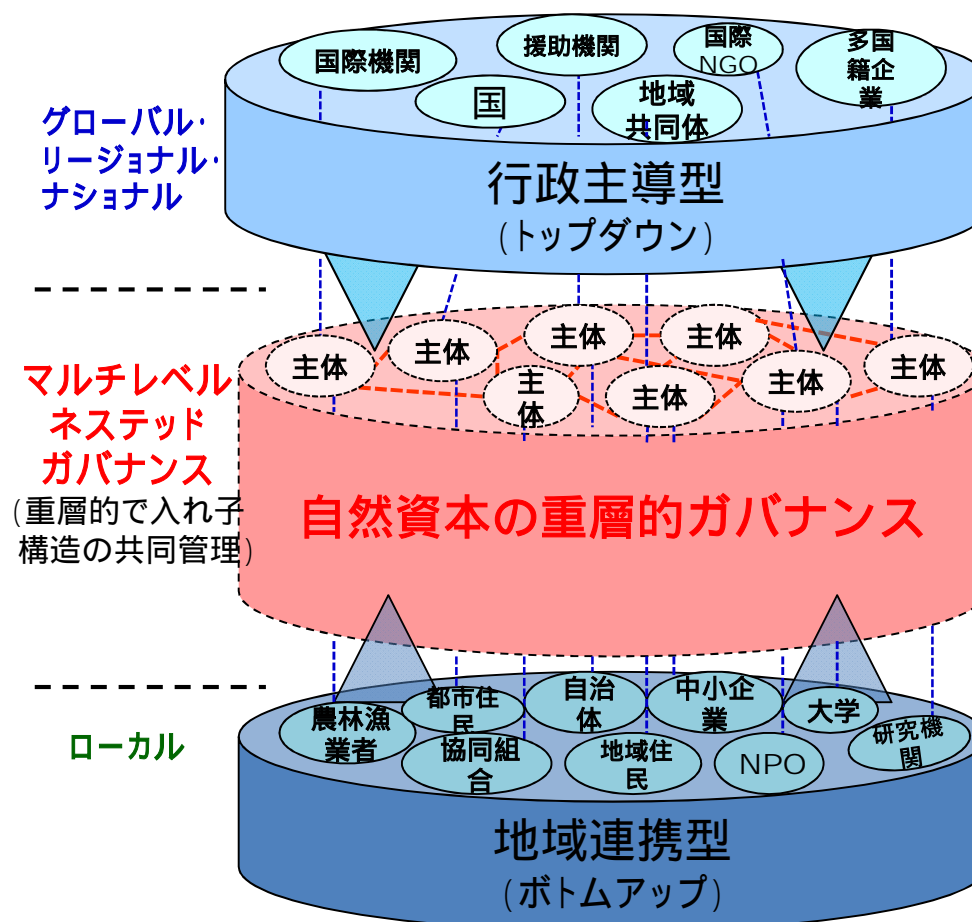 国際機関
援助機関
国際
NGO
多国
籍企
業
国
地域
共同体
グローバル・
リージョナル・
ナショナル
行政主導型
(トップダウン)
主体
主体
主体
主体
主体
主
体
主体
主体
マルチレベル・
ネステッド
ガバナンス
(重層的で入れ子
構造の共同管理)
自然資本の重層的ガバナンス
ローカル
農林漁
業者
都市住
民
自治
体
中小企
業
大学
研究機
関
協同組
合
地域住
民
NPO
地域連携型
(ボトムアップ)